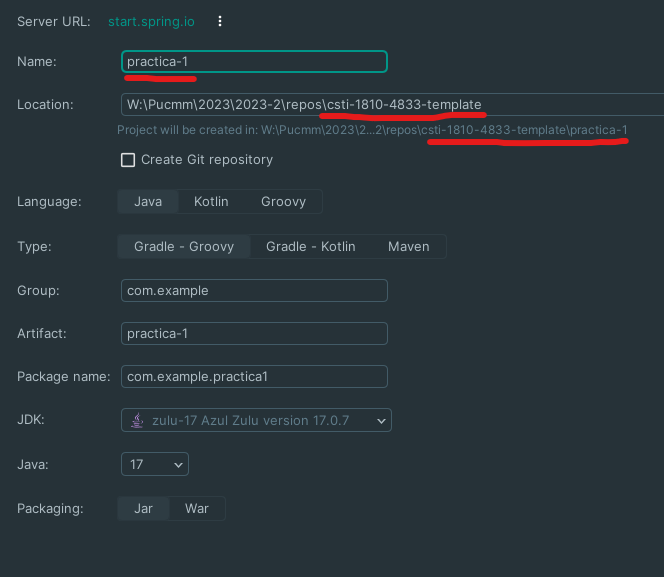 Server URL: start.spring.io
Name: practica-1
Location: W:\Pucmm\2023\2023-2\repos\csti-1810-4833-template
Project will be created in: W:\Pucmm\2023\2...2\repos\csti-1810-4833-template\practica-1
Create Git repository
Language: Java Kotlin Groovy
Type: Gradle - Groovy Gradle - Kotlin Maven
Group: com.example
Artifact: practica-1
Package name: com.example.practica1
JDK: zulu-17 Azul Zulu version 17.0.7
Java: 17
Packaging: Jar War